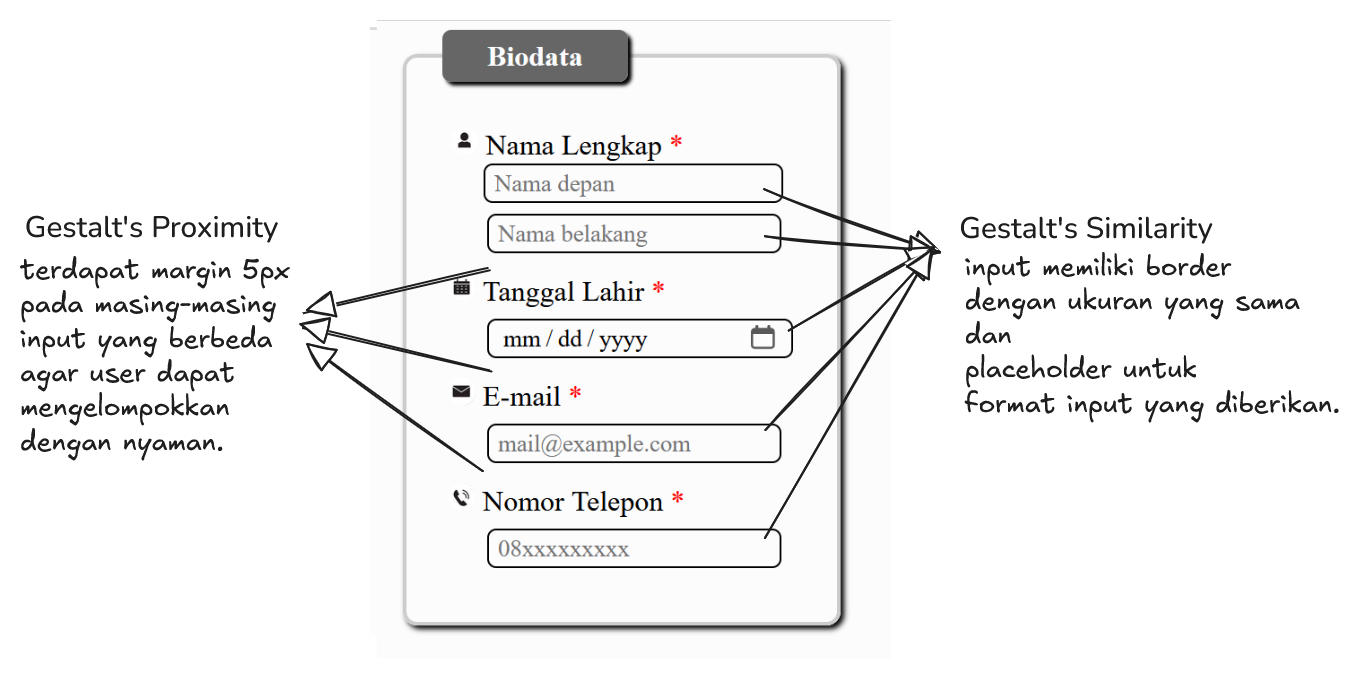 Biodata
Nama Lengkap *
Nama depan
Nama belakang
Tanggal Lahir *
mm / dd / yyyy
E-mail *
mail@example.com
Nomor Telepon *
08xxxxxxxxx
Gestalt's Proximity
terdapat margin 5px
pada masing-masing
input yang berbeda
agar user dapat
mengelompokkan
dengan nyaman.
Gestalt's Similarity
input memiliki border
dengan ukuran yang sama
dan
placeholder untuk
format input yang diberikan.